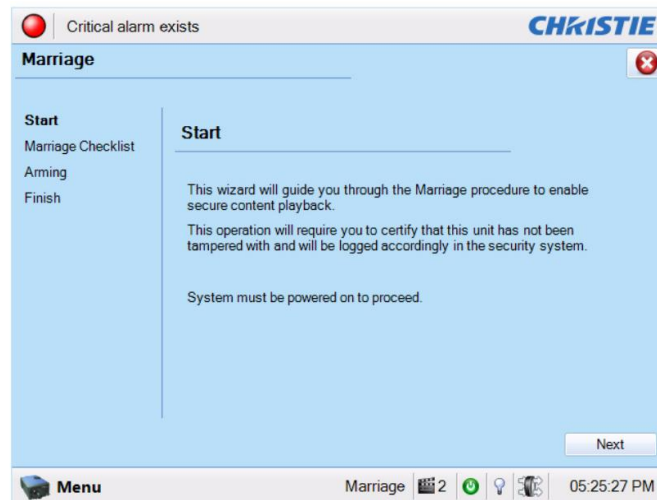 Critical alarm exists
CHRISTIE
Marriage
Start
Marriage Checklist
Arming
Finish
Start
This wizard will guide you through the Marriage procedure to enable
secure content playback.
This operation will require you to certify that this unit has not been
tampered with and will be logged accordingly in the security system.
System must be powered on to proceed.
Next
Menu
Marriage
2
05:25:27 PM